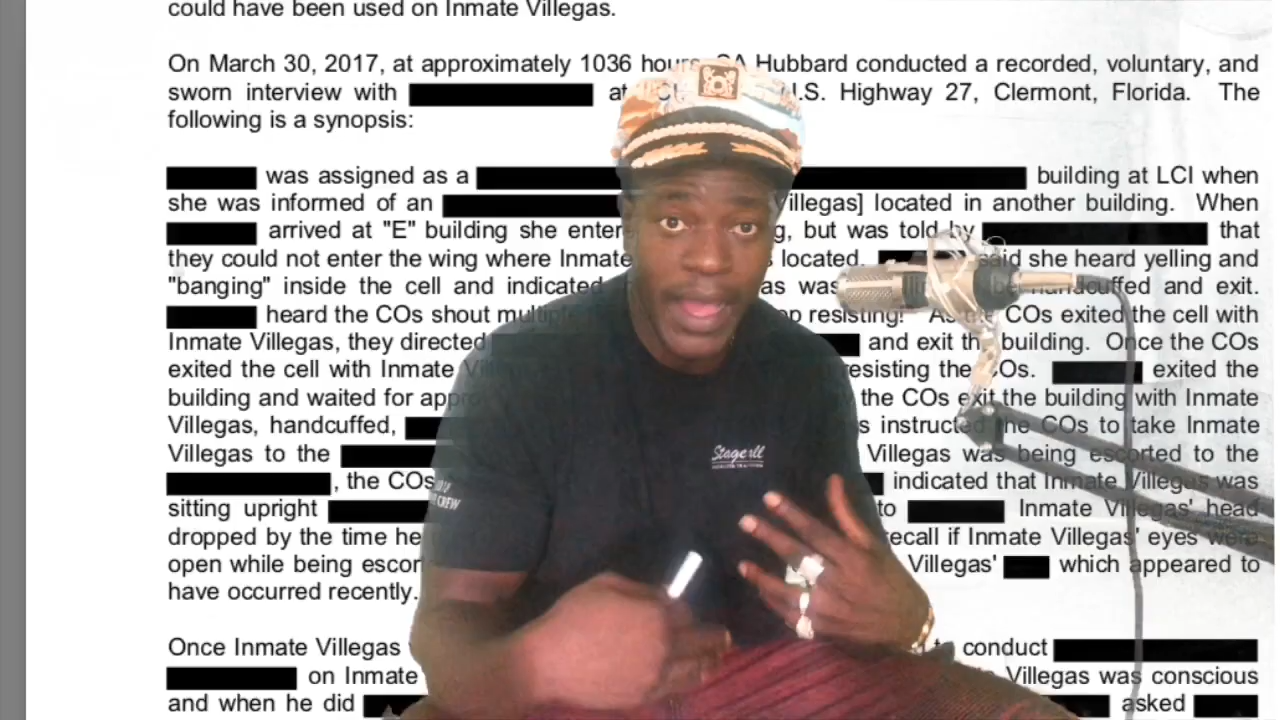 could have been used on Inmate Villegas.
On March 30, 2017, at approximately 1036 hours, SA Hubbard conducted a recorded, voluntary, and
sworn interview with at U.S. Highway 27, Clermont, Florida. The
following is a synopsis:
was assigned as a building at LCI when
she was informed of an Villegas] located in another building. When
arrived at "E" building she but was told by that
they could not enter the wing where Inmate located. said she heard yelling and
"banging" inside the cell and indicated was handcuffed and exit.
heard the COs shout multiple resisting! As the COs exited the cell with
Inmate Villegas, they directed and exit the building. Once the COs
exited the cell with Inmate resisting the COs. exited the
building and waited for the COs exit the building with Inmate
Villegas, handcuffed, instructed the COs to take Inmate
Villegas to the Villegas was being escorted to the
, the COs indicated that Inmate Villegas was
sitting upright to Inmate Villegas' head
dropped by the time he recall if Inmate Villegas' eyes were
open while being Villegas' which appeared to
have occurred recently.
Once Inmate Villegas to conduct
on Inmate Villegas was conscious
and when he did asked
Stage
CREW